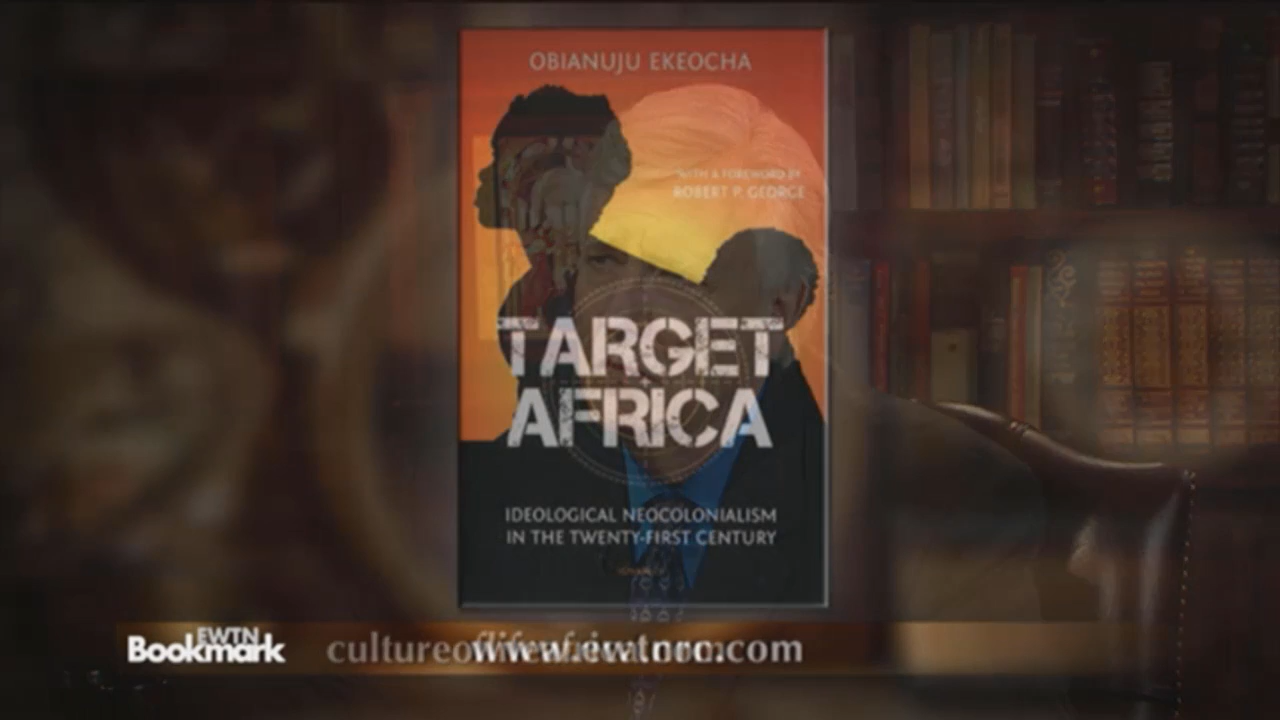 OBIANUJU EKEOCHA
WITH A FOREWORD BY
ROBERT P. GEORGE
TARGET
AFRICA
IDEOLOGICAL NEOCOLONIALISM
IN THE TWENTY-FIRST CENTURY
EWTN
Bookmark